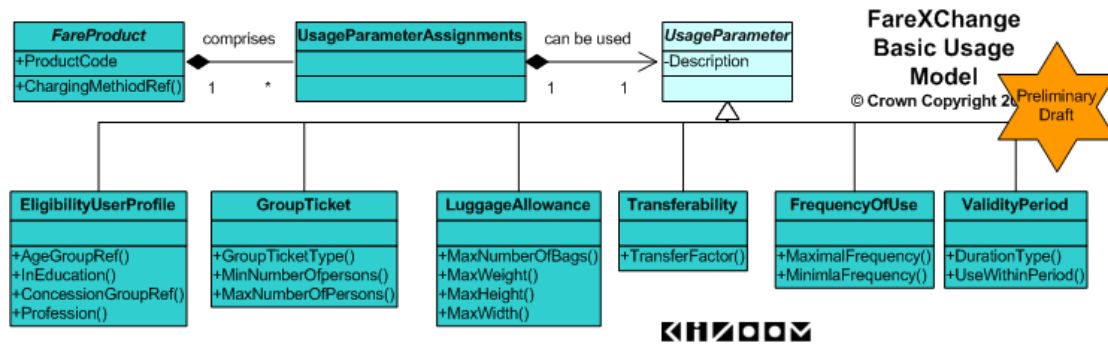 FareProduct
+ProductCode
+ChargingMethiodRef()
comprises
1
*
UsageParameterAssignments
can be used
1
1
UsageParameter
-Description
FareXChange
Basic Usage
Model
© Crown Copyright
Preliminary
Draft
EligibilityUserProfile
+AgeGroupRef()
+InEducation()
+ConcessionGroupRef()
+Profession()
GroupTicket
+GroupTicketType()
+MinNumberOfpersons()
+MaxNumberOfPersons()
LuggageAllowance
+MaxNumberOfBags()
+MaxWeight()
+MaxHeight()
+MaxWidth()
Transferability
+TransferFactor()
FrequencyOfUse
+MaximalFrequency()
+MinimlaFrequency()
ValidityPeriod
+DurationType()
+UseWithinPeriod()
KIZOOM